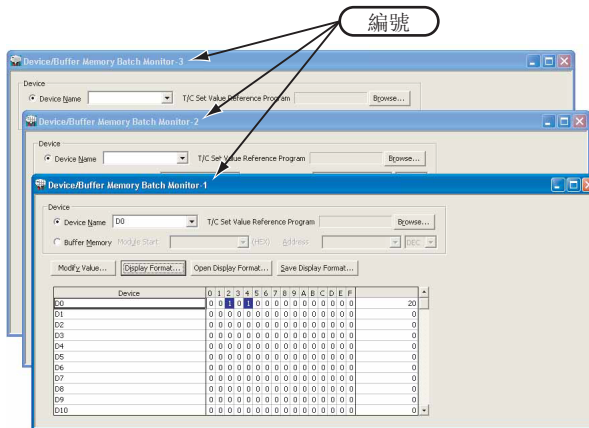 編號
Device/Buffer Memory Batch Monitor-3
Device
Device Name T/C Set Value Reference Program Browse...
Device/Buffer Memory Batch Monitor-2
Device
Device Name T/C Set Value Reference Program Browse...
Device/Buffer Memory Batch Monitor-1
Device
Device Name D0 T/C Set Value Reference Program Browse...
Buffer Memory Module Start (HEX) Address DEC
Modify Value... Display Format... Open Display Format... Save Display Format...
Device 0 1 2 3 4 5 6 7 8 9 A B C D E F
D0 0 0 1 0 1 0 0 0 0 0 0 0 0 0 0 0 20
D1 0 0 0 0 0 0 0 0 0 0 0 0 0 0 0 0 0
D2 0 0 0 0 0 0 0 0 0 0 0 0 0 0 0 0 0
D3 0 0 0 0 0 0 0 0 0 0 0 0 0 0 0 0 0
D4 0 0 0 0 0 0 0 0 0 0 0 0 0 0 0 0 0
D5 0 0 0 0 0 0 0 0 0 0 0 0 0 0 0 0 0
D6 0 0 0 0 0 0 0 0 0 0 0 0 0 0 0 0 0
D7 0 0 0 0 0 0 0 0 0 0 0 0 0 0 0 0 0
D8 0 0 0 0 0 0 0 0 0 0 0 0 0 0 0 0 0
D9 0 0 0 0 0 0 0 0 0 0 0 0 0 0 0 0 0
D10 0 0 0 0 0 0 0 0 0 0 0 0 0 0 0 0 0